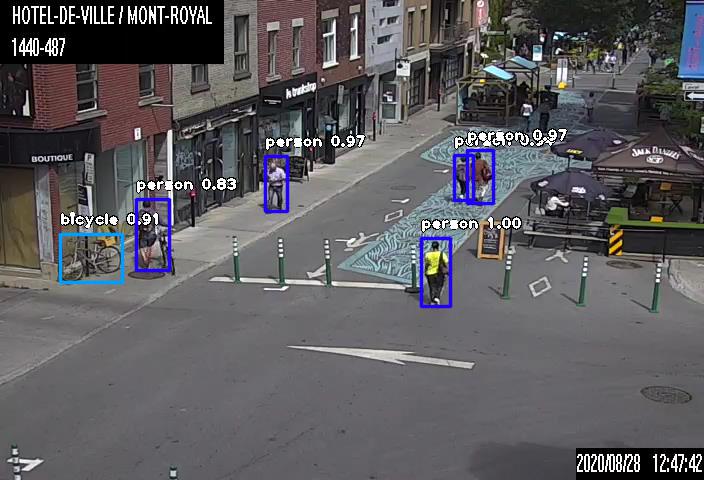 HOTEL-DE-VILLE / MONT-ROYAL
1440-487
person 0.97
person 0.97
BOUTIQUE
JACK DANIEL'S
person 0.83
bicycle 0.91
person 1.00
2020/08/28 12:47:42